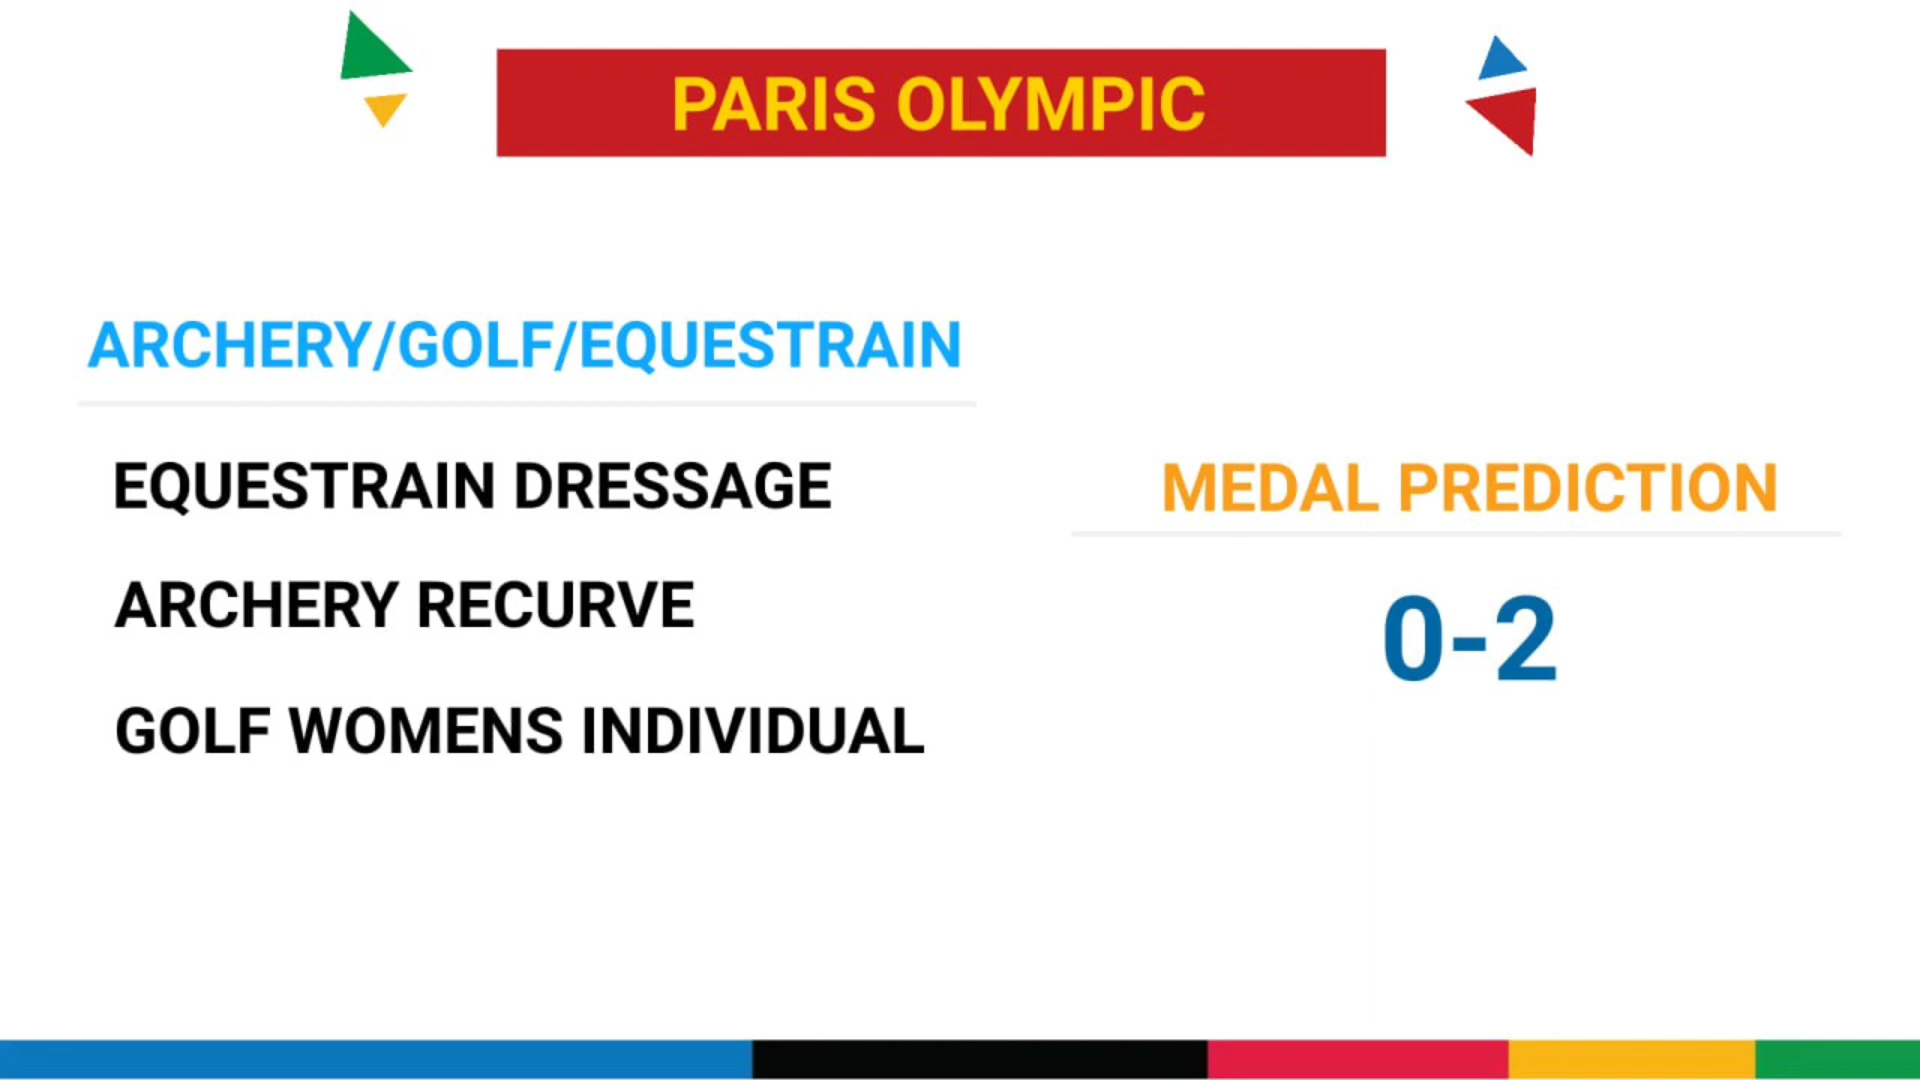 PARIS OLYMPIC
ARCHERY/GOLF/EQUESTRAIN
EQUESTRAIN DRESSAGE
ARCHERY RECURVE
GOLF WOMENS INDIVIDUAL
MEDAL PREDICTION
0-2